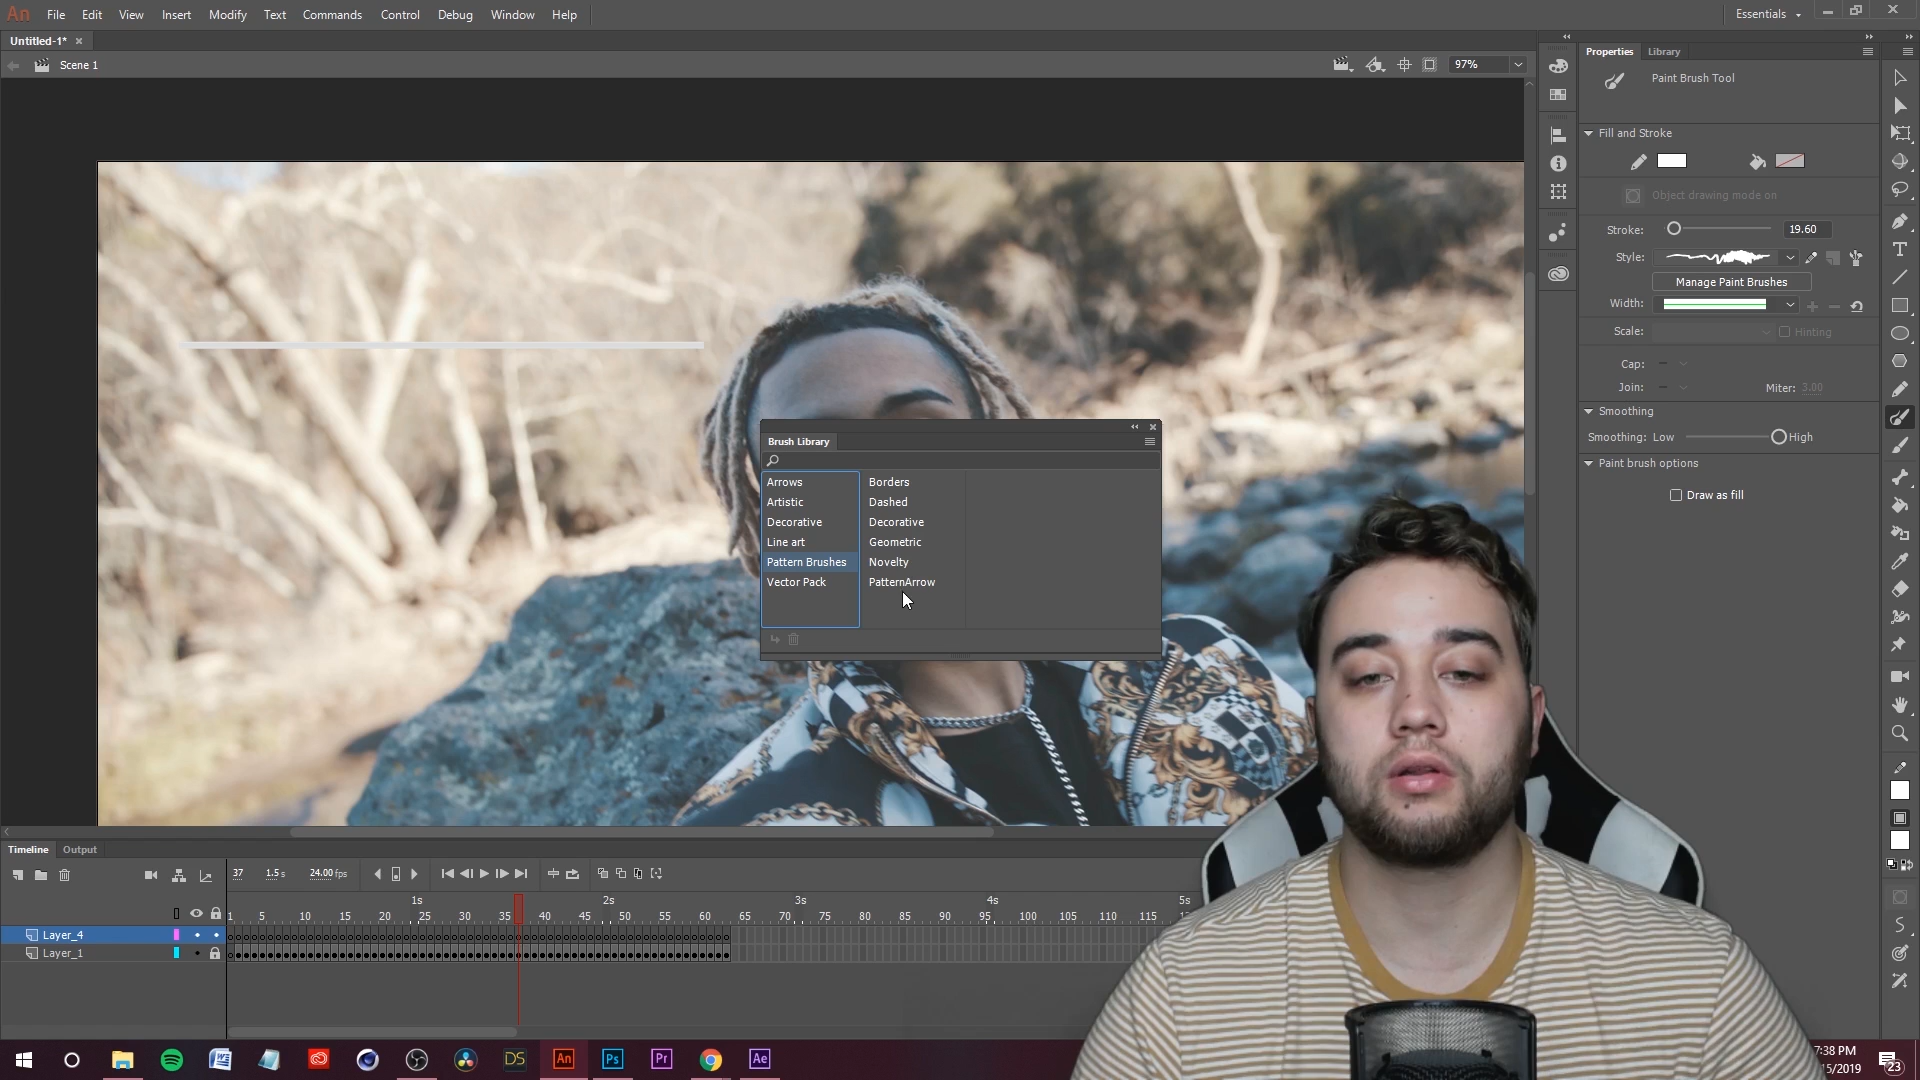 An File Edit View Insert Modify Text Commands Control Debug Window Help Essentials
Untitled-1*
Scene 1 97%
Properties Library
Paint Brush Tool
Fill and Stroke
Object drawing mode on
Stroke: 19.60
Style:
Manage Paint Brushes
Width:
Scale: Hinting
Cap:
Join: Miter: 3.00
Smoothing
Smoothing: Low High
Paint brush options
Draw as fill
Brush Library
Arrows Borders
Artistic Dashed
Decorative Decorative
Line art Geometric
Pattern Brushes Novelty
Vector Pack PatternArrow
Timeline Output
37 1.5 s 24.00 fps
1s 2s 3s 4s 5s
1 5 10 15 20 25 30 35 40 45 50 55 60 65 70 75 80 85 90 95 100 105 110 115
Layer_4
Layer_1
DS An Ps Pr Ae
7:38 PM
15/2019
23